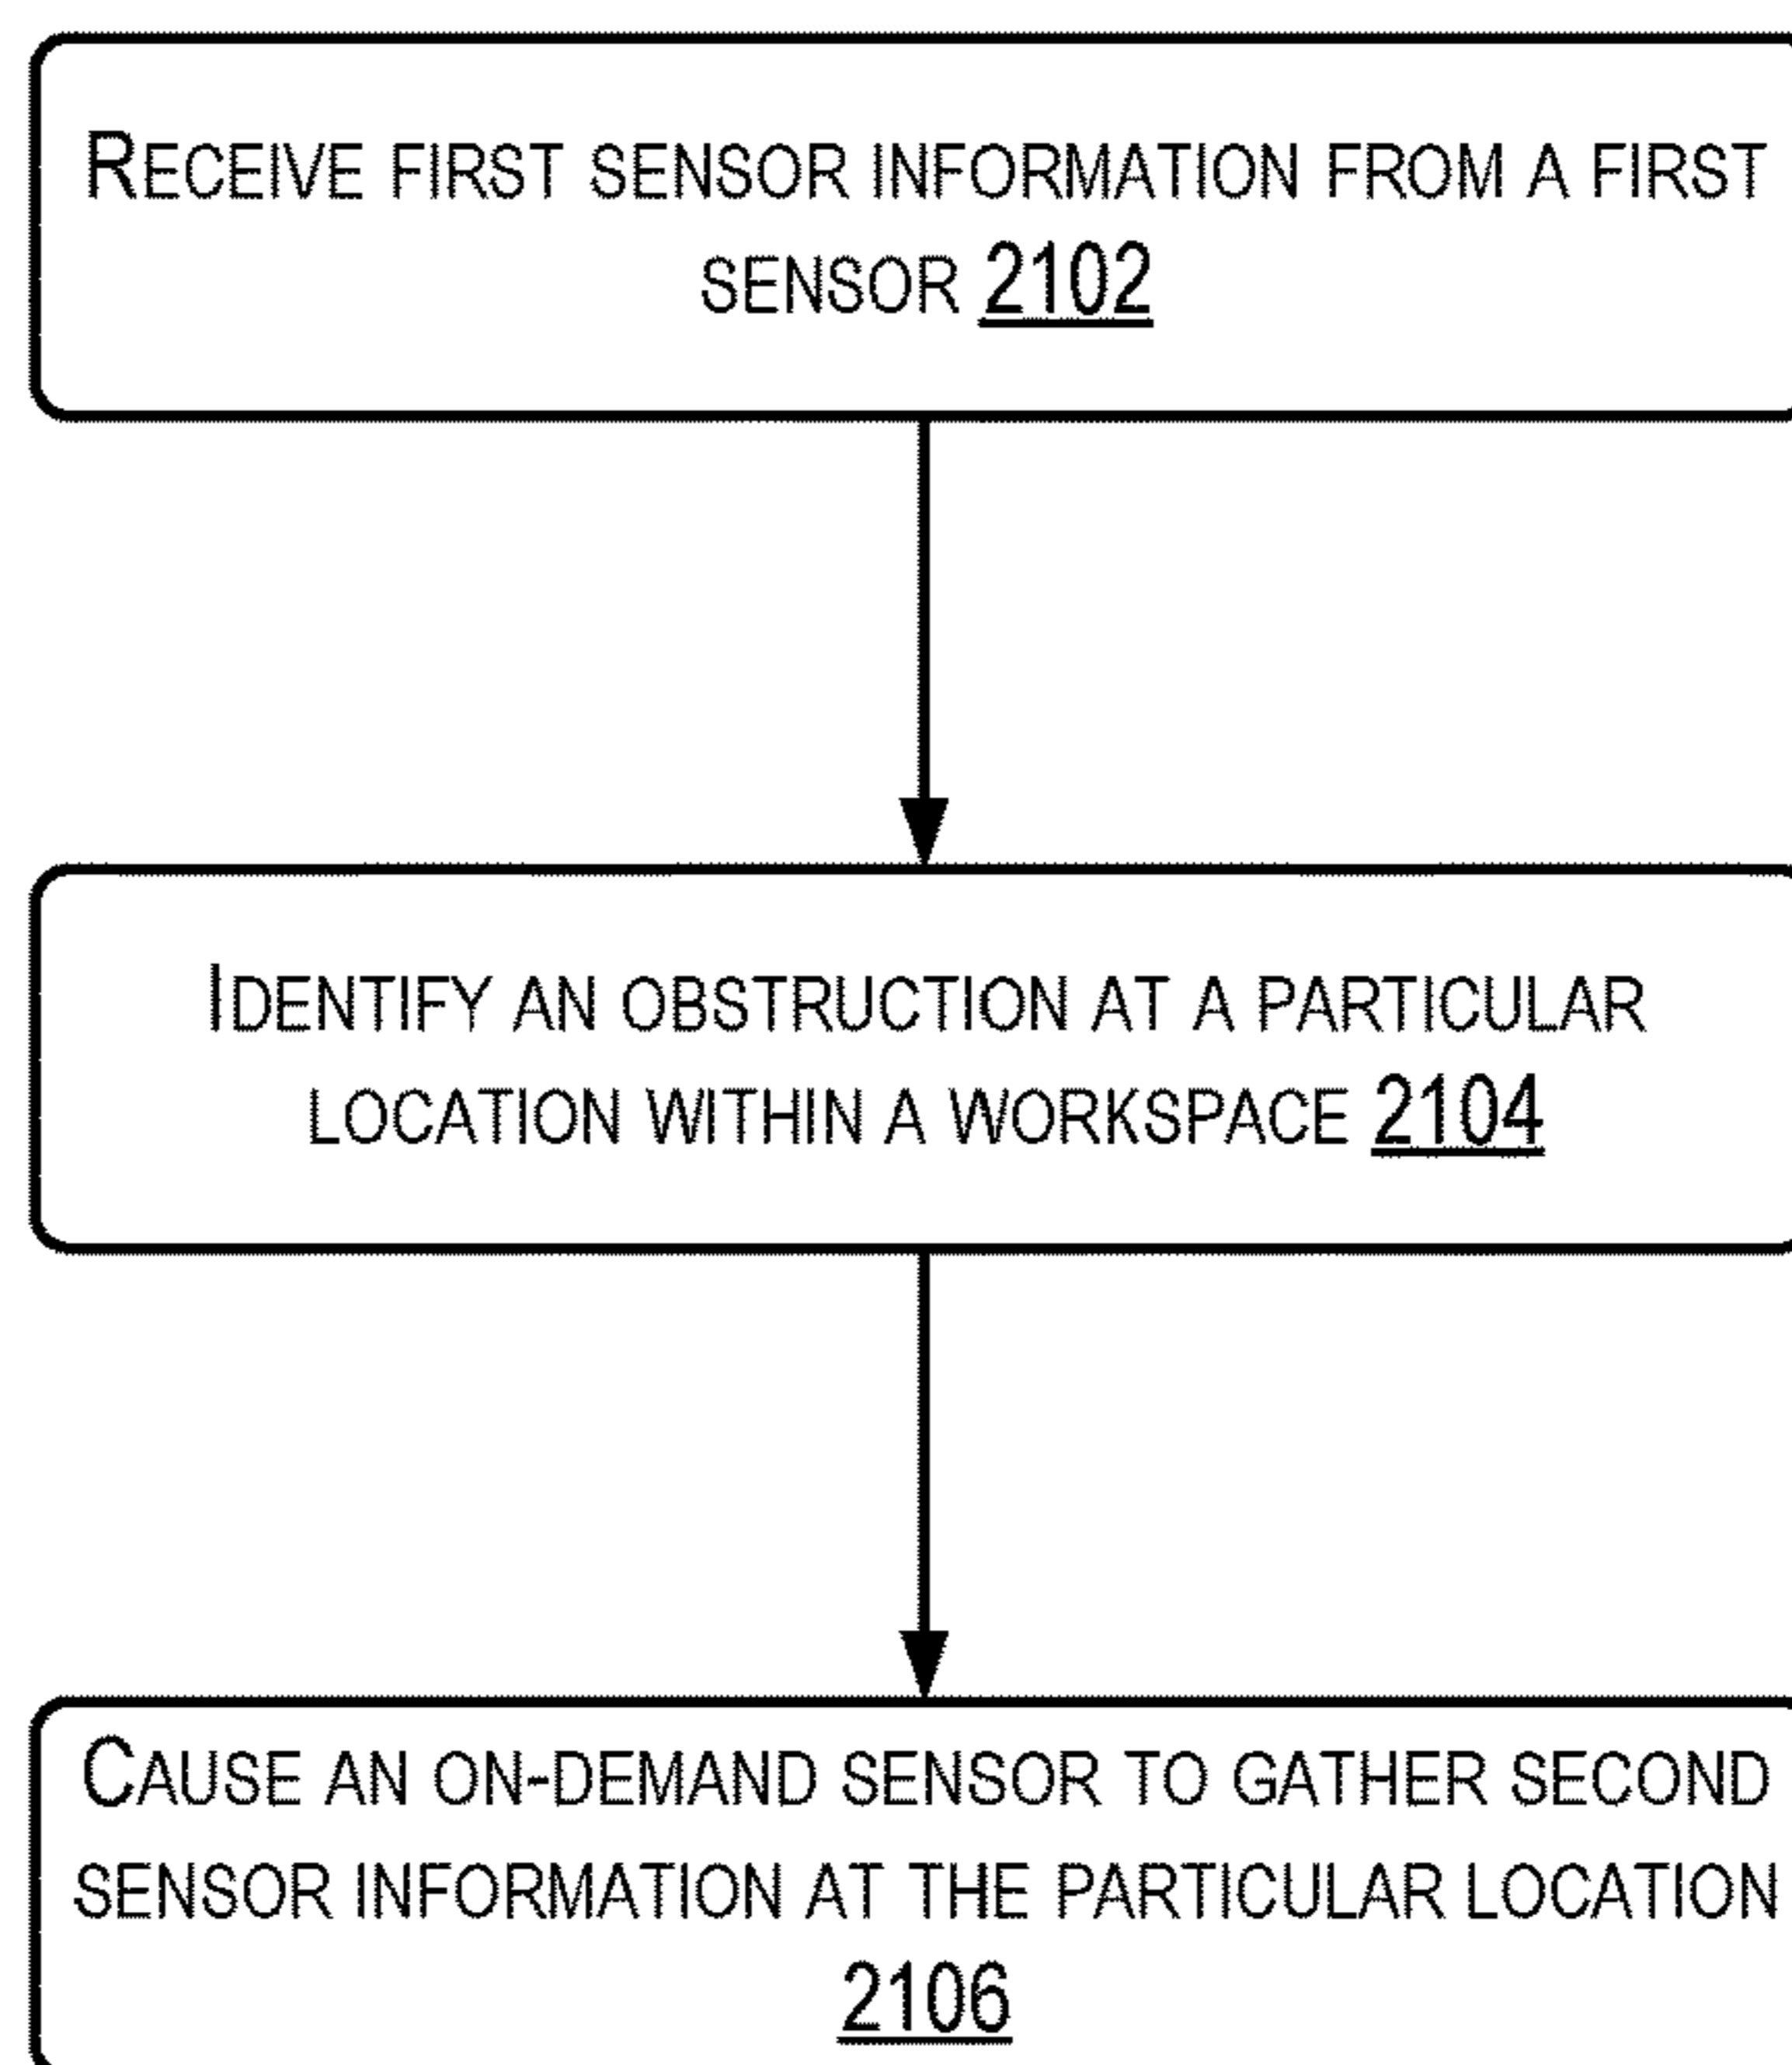 RECEIVE FIRST SENSOR INFORMATION FROM A FIRST
SENSOR 2102
IDENTIFY AN OBSTRUCTION AT A PARTICULAR
LOCATION WITHIN A WORKSPACE 2104
CAUSE AN ON-DEMAND SENSOR TO GATHER SECOND
SENSOR INFORMATION AT THE PARTICULAR LOCATION
2106